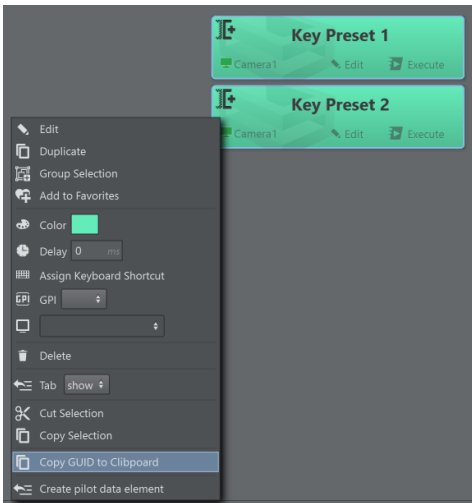 Key Preset 1
Camera1 Edit Execute
Key Preset 2
Camera1 Edit Execute
Edit
Duplicate
Group Selection
Add to Favorites
Color
Delay 0 ms
Assign Keyboard Shortcut
GPI GPI
Delete
Tab show
Cut Selection
Copy Selection
Copy GUID to Clibpoard
Create pilot data element